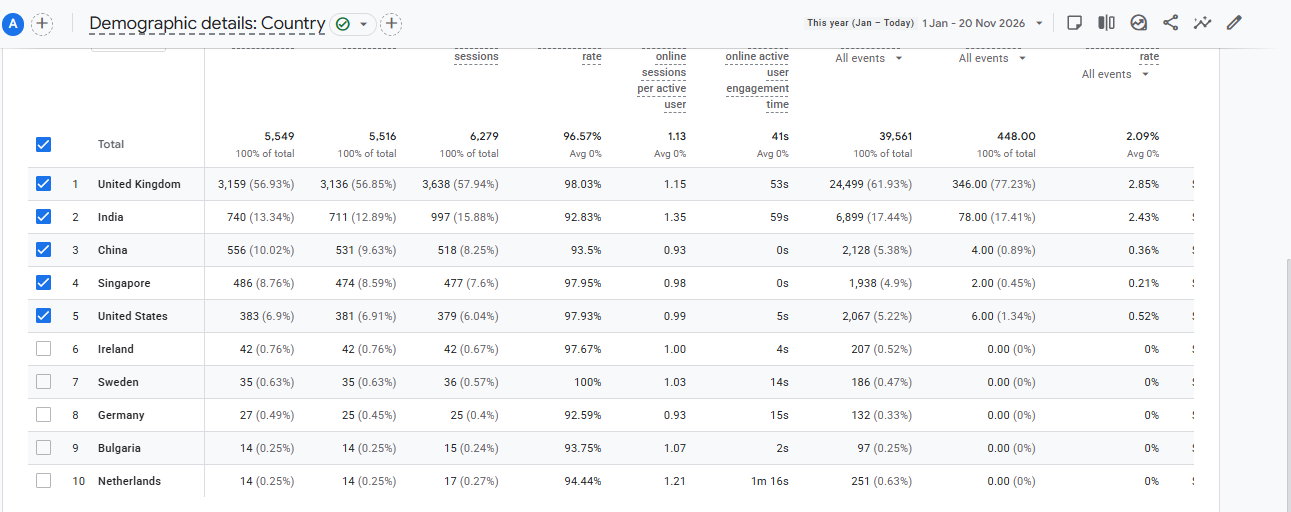 A
Demographic details: Country
This year (Jan – Today) 1 Jan - 20 Nov 2026
sessions
rate
online sessions per active user
online active user engagement time
All events
All events
rate
All events
Total 5,549 5,516 6,279 96.57% 1.13 41s 39,561 448.00 2.09%
100% of total 100% of total 100% of total Avg 0% Avg 0% Avg 0% 100% of total 100% of total Avg 0%
1 United Kingdom 3,159 (56.93%) 3,136 (56.85%) 3,638 (57.94%) 98.03% 1.15 53s 24,499 (61.93%) 346.00 (77.23%) 2.85%
2 India 740 (13.34%) 711 (12.89%) 997 (15.88%) 92.83% 1.35 59s 6,899 (17.44%) 78.00 (17.41%) 2.43%
3 China 556 (10.02%) 531 (9.63%) 518 (8.25%) 93.5% 0.93 0s 2,128 (5.38%) 4.00 (0.89%) 0.36%
4 Singapore 486 (8.76%) 474 (8.59%) 477 (7.6%) 97.95% 0.98 0s 1,938 (4.9%) 2.00 (0.45%) 0.21%
5 United States 383 (6.9%) 381 (6.91%) 379 (6.04%) 97.93% 0.99 5s 2,067 (5.22%) 6.00 (1.34%) 0.52%
6 Ireland 42 (0.76%) 42 (0.76%) 42 (0.67%) 97.67% 1.00 4s 207 (0.52%) 0.00 (0%) 0%
7 Sweden 35 (0.63%) 35 (0.63%) 36 (0.57%) 100% 1.03 14s 186 (0.47%) 0.00 (0%) 0%
8 Germany 27 (0.49%) 25 (0.45%) 25 (0.4%) 92.59% 0.93 15s 132 (0.33%) 0.00 (0%) 0%
9 Bulgaria 14 (0.25%) 14 (0.25%) 15 (0.24%) 93.75% 1.07 2s 97 (0.25%) 0.00 (0%) 0%
10 Netherlands 14 (0.25%) 14 (0.25%) 17 (0.27%) 94.44% 1.21 1m 16s 251 (0.63%) 0.00 (0%) 0%